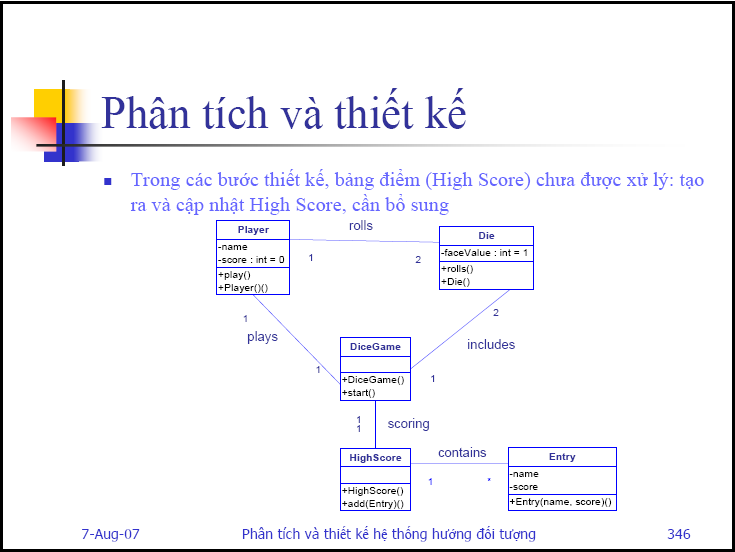 Phân tích và thiết kế
Trong các bước thiết kế, bảng điểm (High Score) chưa được xử lý: tạo
ra và cập nhật High Score, cần bổ sung
rolls
Player
-name
-score : int = 0
+play()
+Player()()
1
2
Die
-faceValue : int = 1
+rolls()
+Die()
1
plays
1
2
includes
1
DiceGame
+DiceGame()
+start()
1
1
scoring
HighScore
+HighScore()
+add(Entry)()
contains
1
*
Entry
-name
-score
+Entry(name, score)()
7-Aug-07
Phân tích và thiết kế hệ thống hướng đối tượng
346